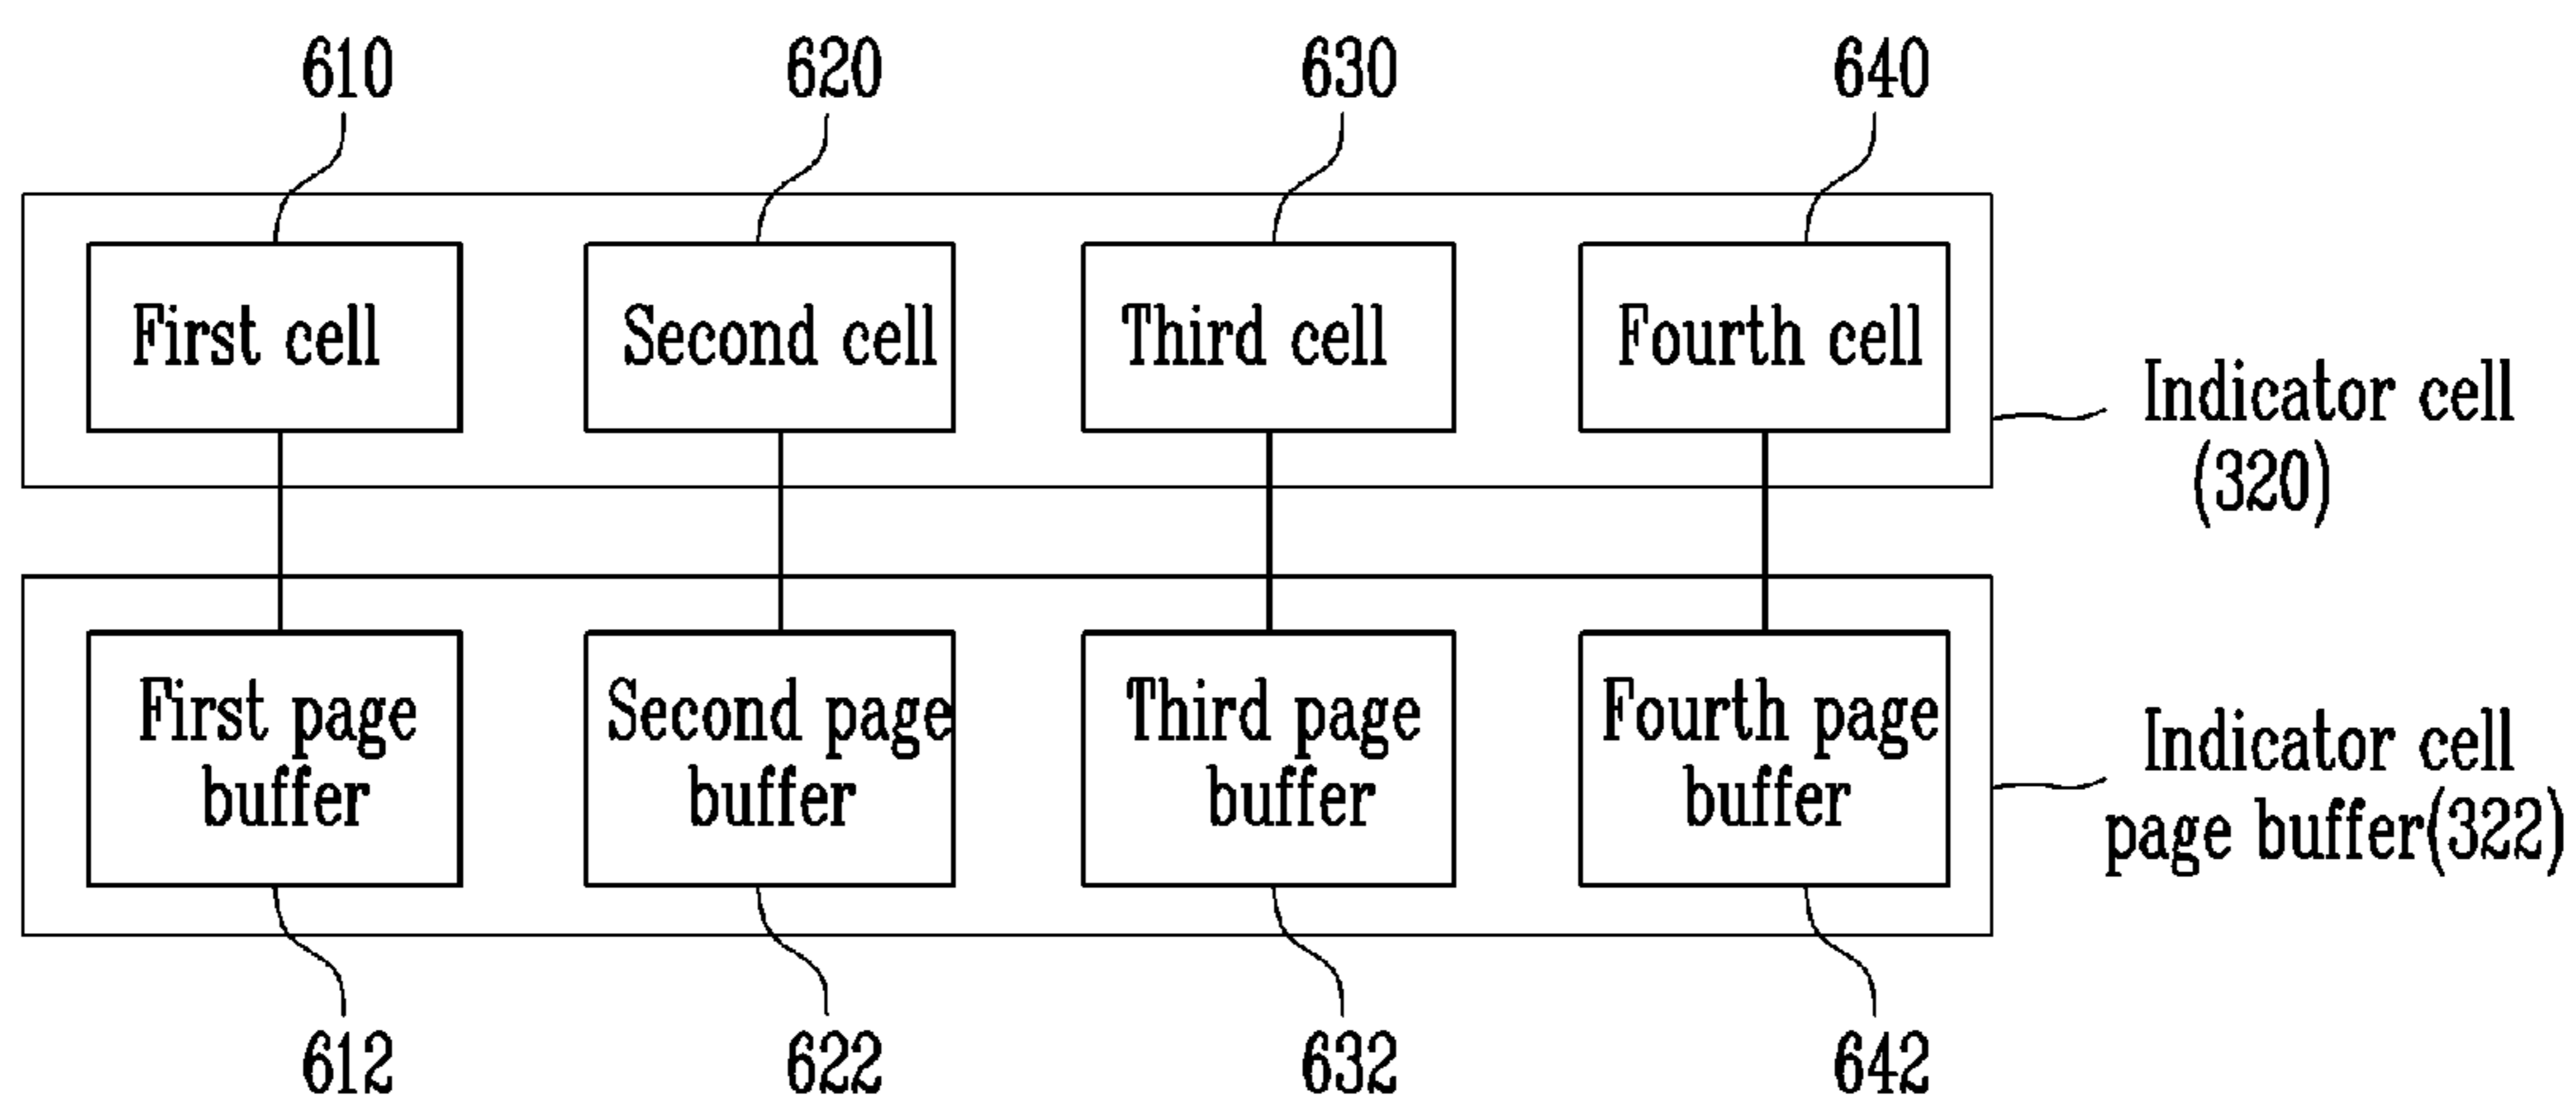 610
620
630
640
First cell
Second cell
Third cell
Fourth cell
Indicator cell
(320)
First page
buffer
Second page
buffer
Third page
buffer
Fourth page
buffer
Indicator cell
page buffer(322)
612
622
632
642